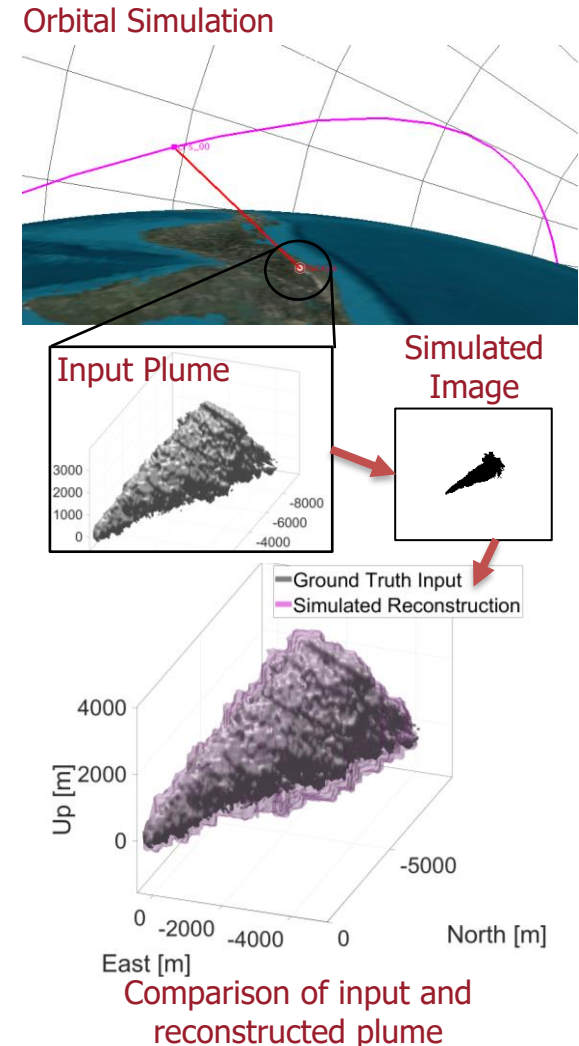 Orbital Simulation
Input Plume
Simulated
Image
3000
2000
1000
0
-8000
-6000
-4000
Ground Truth Input
Simulated Reconstruction
4000
2000
0
Up [m]
-5000
0
-2000
-4000
0
East [m]
North [m]
Comparison of input and
reconstructed plume